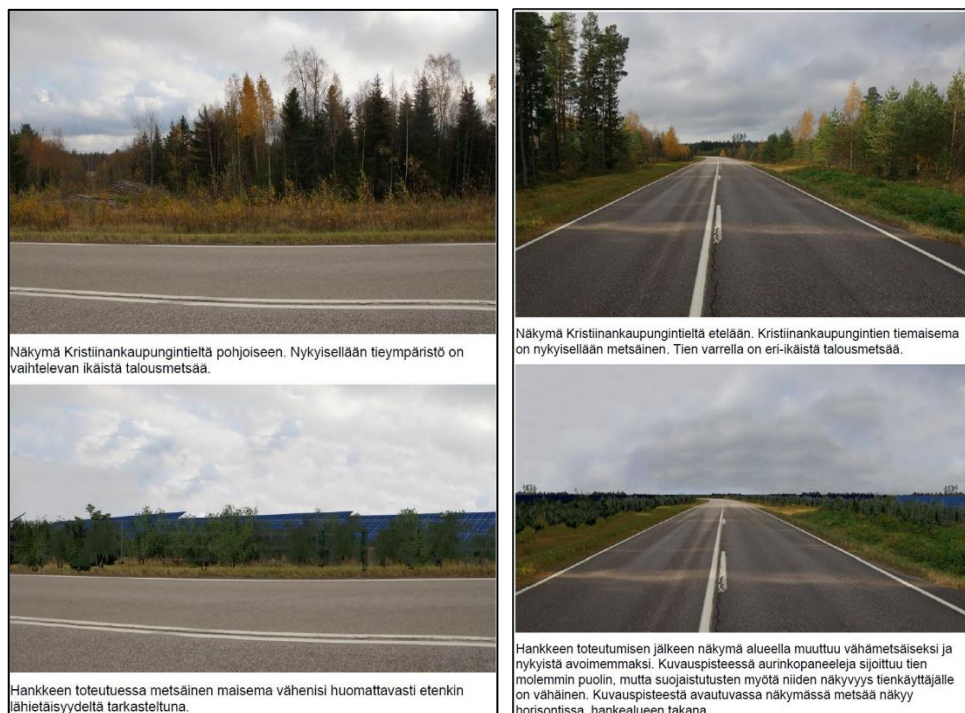 Näkymä Kristiinankaupungintieltä pohjoiseen. Nykyisellään tieympäristö on
vaihtelevan ikäistä talousmetsää.
Hankkeen toteutuessa metsäinen maisema vähenisi huomattavasti etenkin
lähietäisyydeltä tarkasteltuna.
Näkymä Kristiinankaupungintieltä etelään. Kristiinankaupungintien tiemaisema
on nykyisellään metsäinen. Tien varrella on eri-ikäistä talousmetsää.
Hankkeen toteutumisen jälkeen näkymä alueella muuttuu vähämetsäiseksi ja
nykyistä avoimemmaksi. Kuvauspisteessä aurinkopaneeleja sijoittuu tien
molemmin puolin, mutta suojaistutusten myötä niiden näkyvyys tienkäyttäjälle
on vähäinen. Kuvauspisteestä avautuvassa näkymässä metsää näkyy
horisontissa, hankealueen takana.